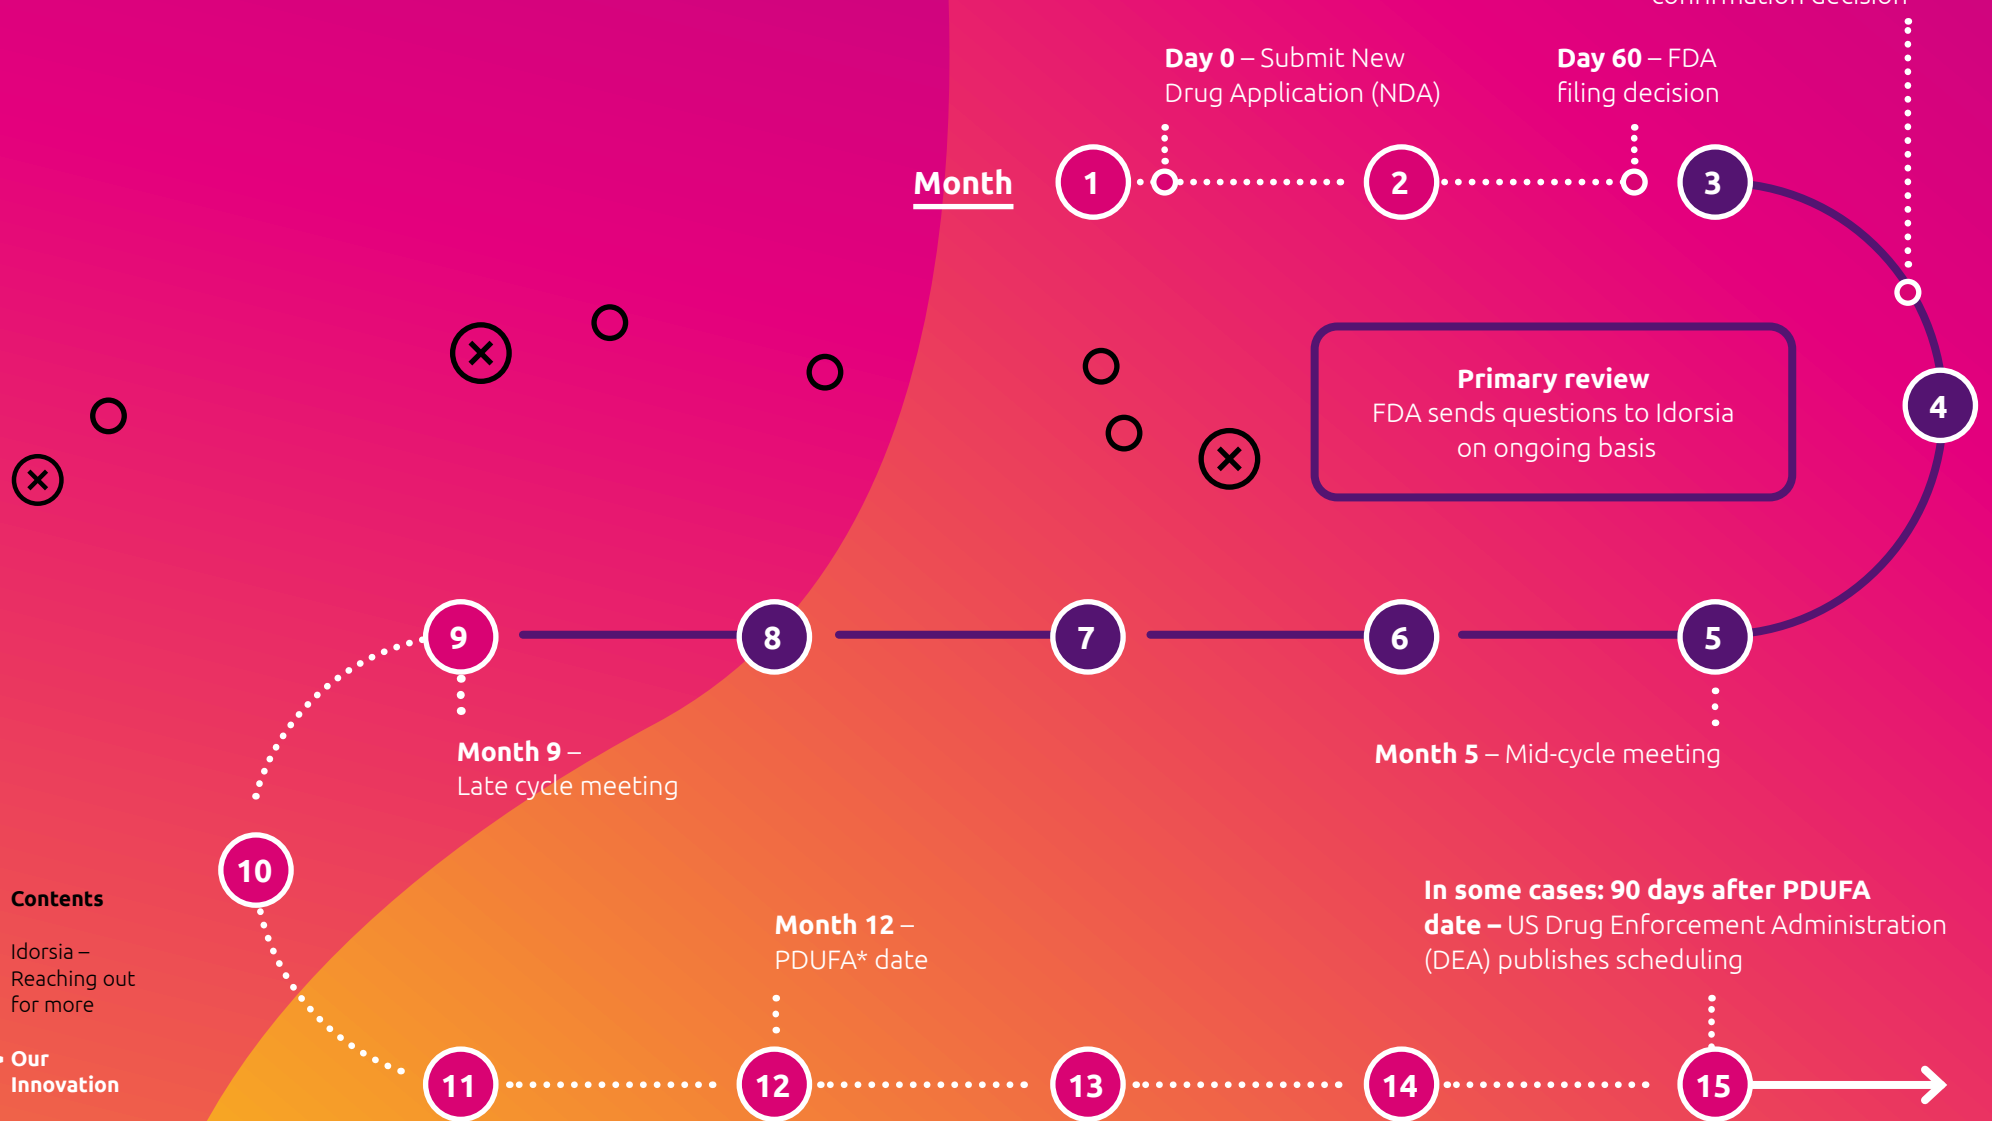 confirmation decision
Day 0 – Submit New
Drug Application (NDA)
Day 60 – FDA
filing decision
Month
1
2
3
4
Primary review
FDA sends questions to Idorsia
on ongoing basis
9
8
7
6
5
Month 9 –
Late cycle meeting
Month 5 – Mid-cycle meeting
10
Contents
Idorsia –
Reaching out
for more
Our
Innovation
Month 12 –
PDUFA* date
In some cases: 90 days after PDUFA
date – US Drug Enforcement Administration
(DEA) publishes scheduling
11
12
13
14
15